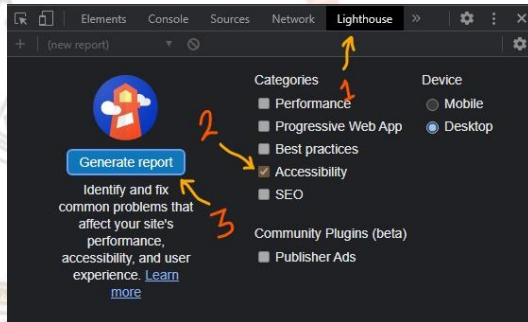 Elements Console Sources Network Lighthouse »
+ (new report)
Categories
Performance
Progressive Web App
Best practices
Accessibility
SEO
Community Plugins (beta)
Publisher Ads
Device
Mobile
Desktop
Generate report
Identify and fix
common problems that
affect your site's
performance,
accessibility, and user
experience. Learn
more
1
2
3